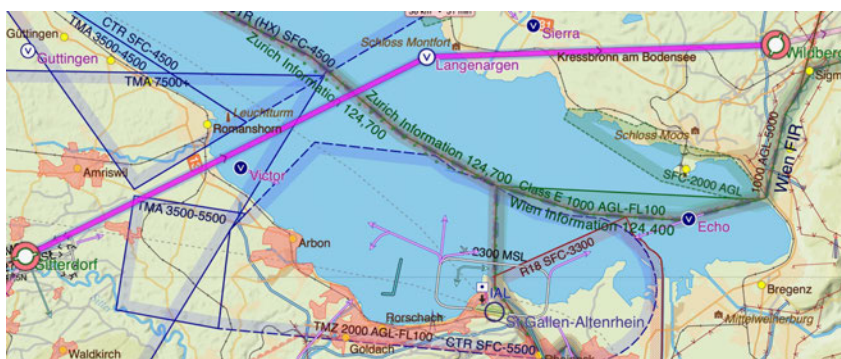 CTR (HX) SFC-4500
Sierra
Güttingen
TMA 3500-4500
CTR SFC-4500
Schloss Montfort
Wildberg
Güttingen
Zurich Information
Langenargen
Kressbronn am Bodensee
TMA 7500+
Zurich Information 124,700
124,700
Leuchtturm
Romanshorn
Schloss Moos
Amriswil
Victor
SFC-2000 AGL
1000 AGL-5000
Wien FIR
Class E 1000 AGL-FL100
Wien Information 124,400
Echo
TMA 3500-5500
Sitterdorf
Arbon
R18 SFC-3300
IAL
Bregenz
Rorschach
St.Gallen-Altenrhein
Mittelweiherburg
TMZ 2000 AGL-FL100
CTR SFC-5500
Goldach
Waldkirch